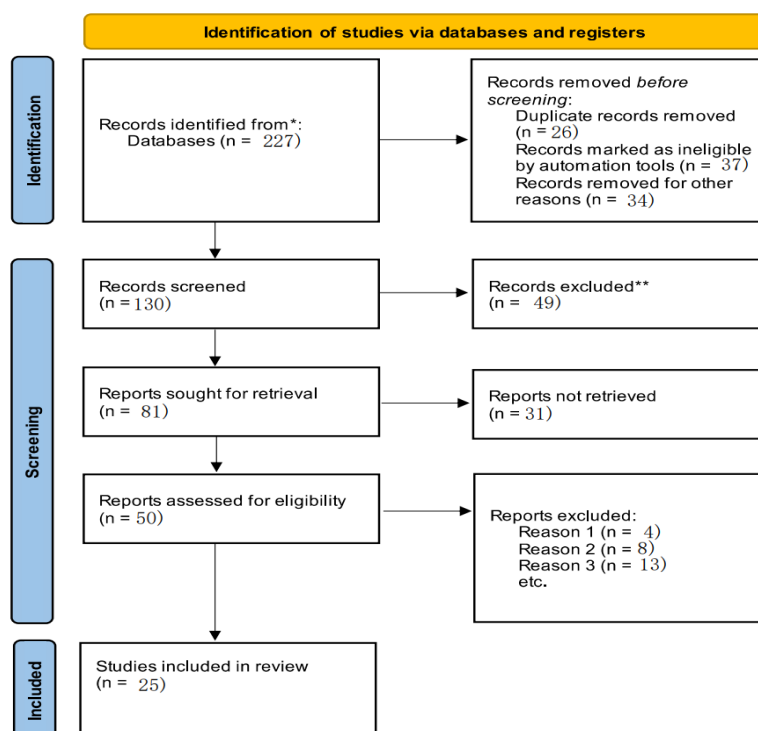 Identification of studies via databases and registers
Identification
Records identified from*:
Databases (n = 227)
Records removed before
screening:
Duplicate records removed
(n = 26)
Records marked as ineligible
by automation tools (n = 37)
Records removed for other
reasons (n = 34)
Screening
Records screened
(n = 130)
Records excluded**
(n = 49)
Reports sought for retrieval
(n = 81)
Reports not retrieved
(n = 31)
Reports assessed for eligibility
(n = 50)
Reports excluded:
Reason 1 (n = 4)
Reason 2 (n = 8)
Reason 3 (n = 13)
etc.
Included
Studies included in review
(n = 25)